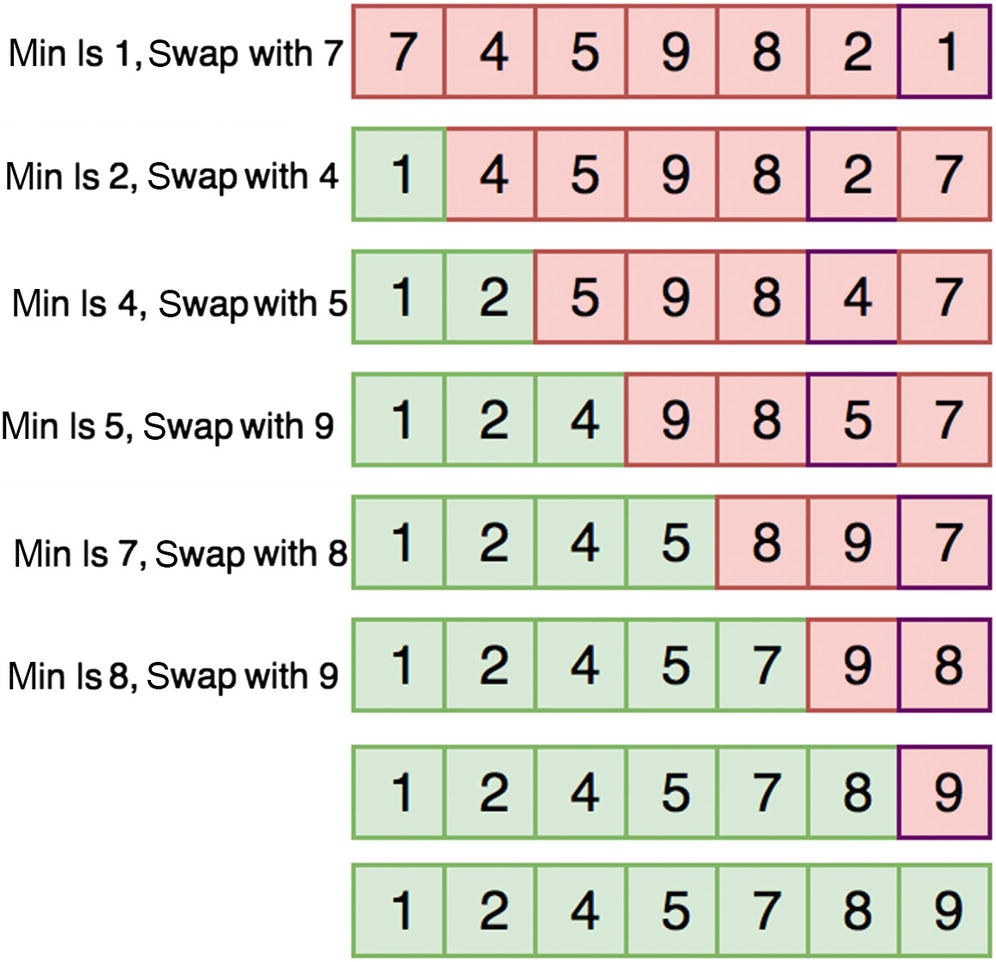 Min Is 1, Swap with 7 7 4 5 9 8 2 1
Min Is 2, Swap with 4 1 4 5 9 8 2 7
Min Is 4, Swap with 5 1 2 5 9 8 4 7
Min Is 5, Swap with 9 1 2 4 9 8 5 7
Min Is 7, Swap with 8 1 2 4 5 8 9 7
Min Is 8, Swap with 9 1 2 4 5 7 9 8
1 2 4 5 7 8 9
1 2 4 5 7 8 9